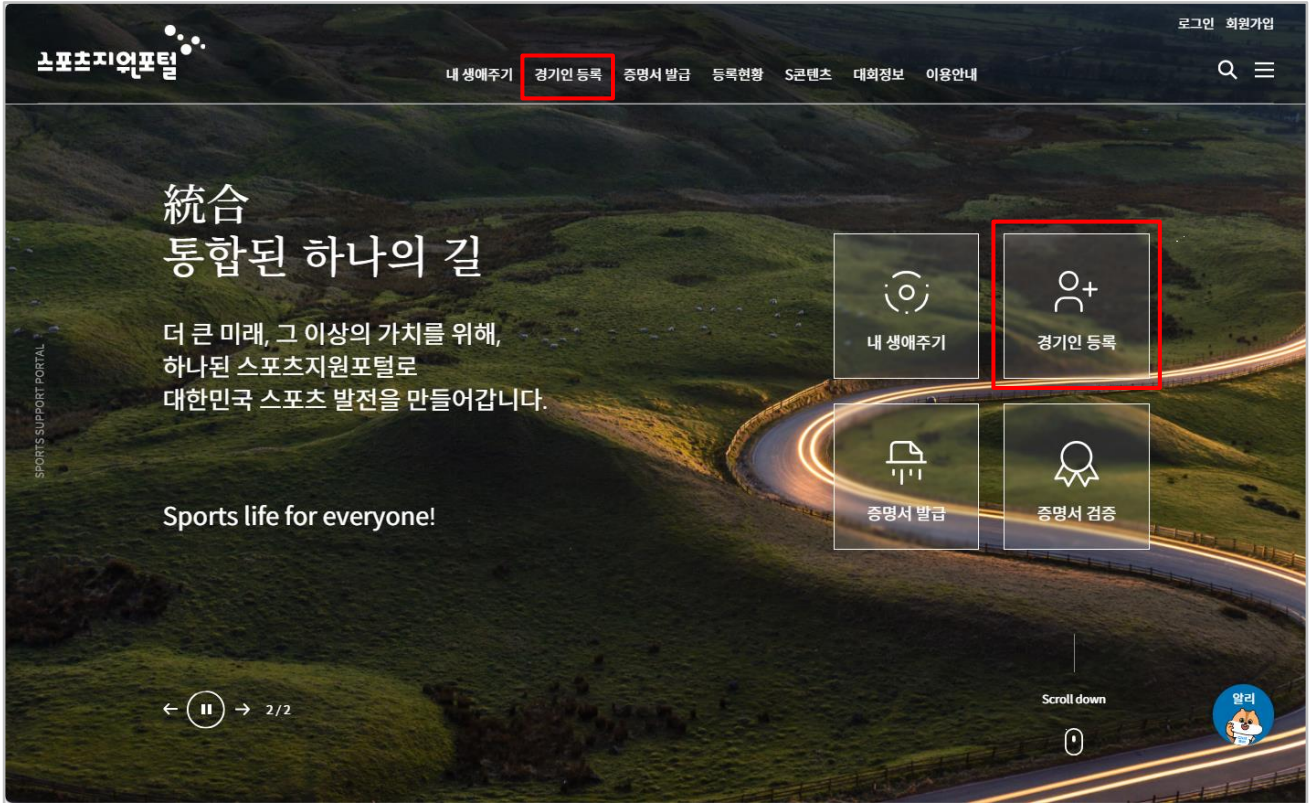 로그인 회원가입
스포츠지원포털
내 생애주기 경기인 등록 증명서 발급 등록현황 S콘텐츠 대회정보 이용안내
統合
통합된 하나의 길
더 큰 미래, 그 이상의 가치를 위해,
하나된 스포츠지원포털로
대한민국 스포츠 발전을 만들어갑니다.
Sports life for everyone!
SPORTS SUPPORT PORTAL
내 생애주기 경기인 등록
증명서 발급 증명서 검증
2/2
Scroll down
알리